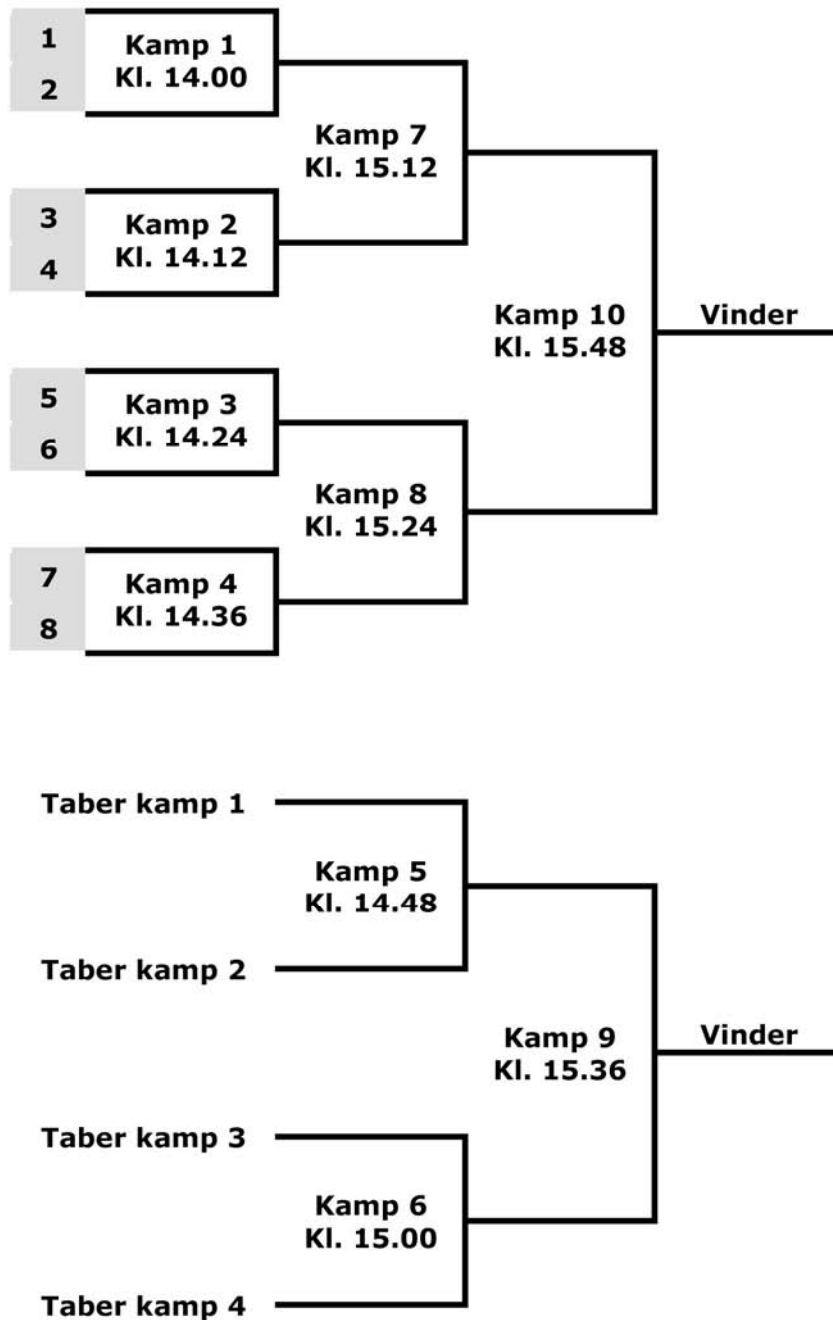 1
2
Kamp 1
Kl. 14.00
3
4
Kamp 2
Kl. 14.12
Kamp 7
Kl. 15.12
5
6
Kamp 3
Kl. 14.24
7
8
Kamp 4
Kl. 14.36
Kamp 8
Kl. 15.24
Kamp 10
Kl. 15.48
Vinder
Taber kamp 1
Taber kamp 2
Kamp 5
Kl. 14.48
Taber kamp 3
Taber kamp 4
Kamp 6
Kl. 15.00
Kamp 9
Kl. 15.36
Vinder